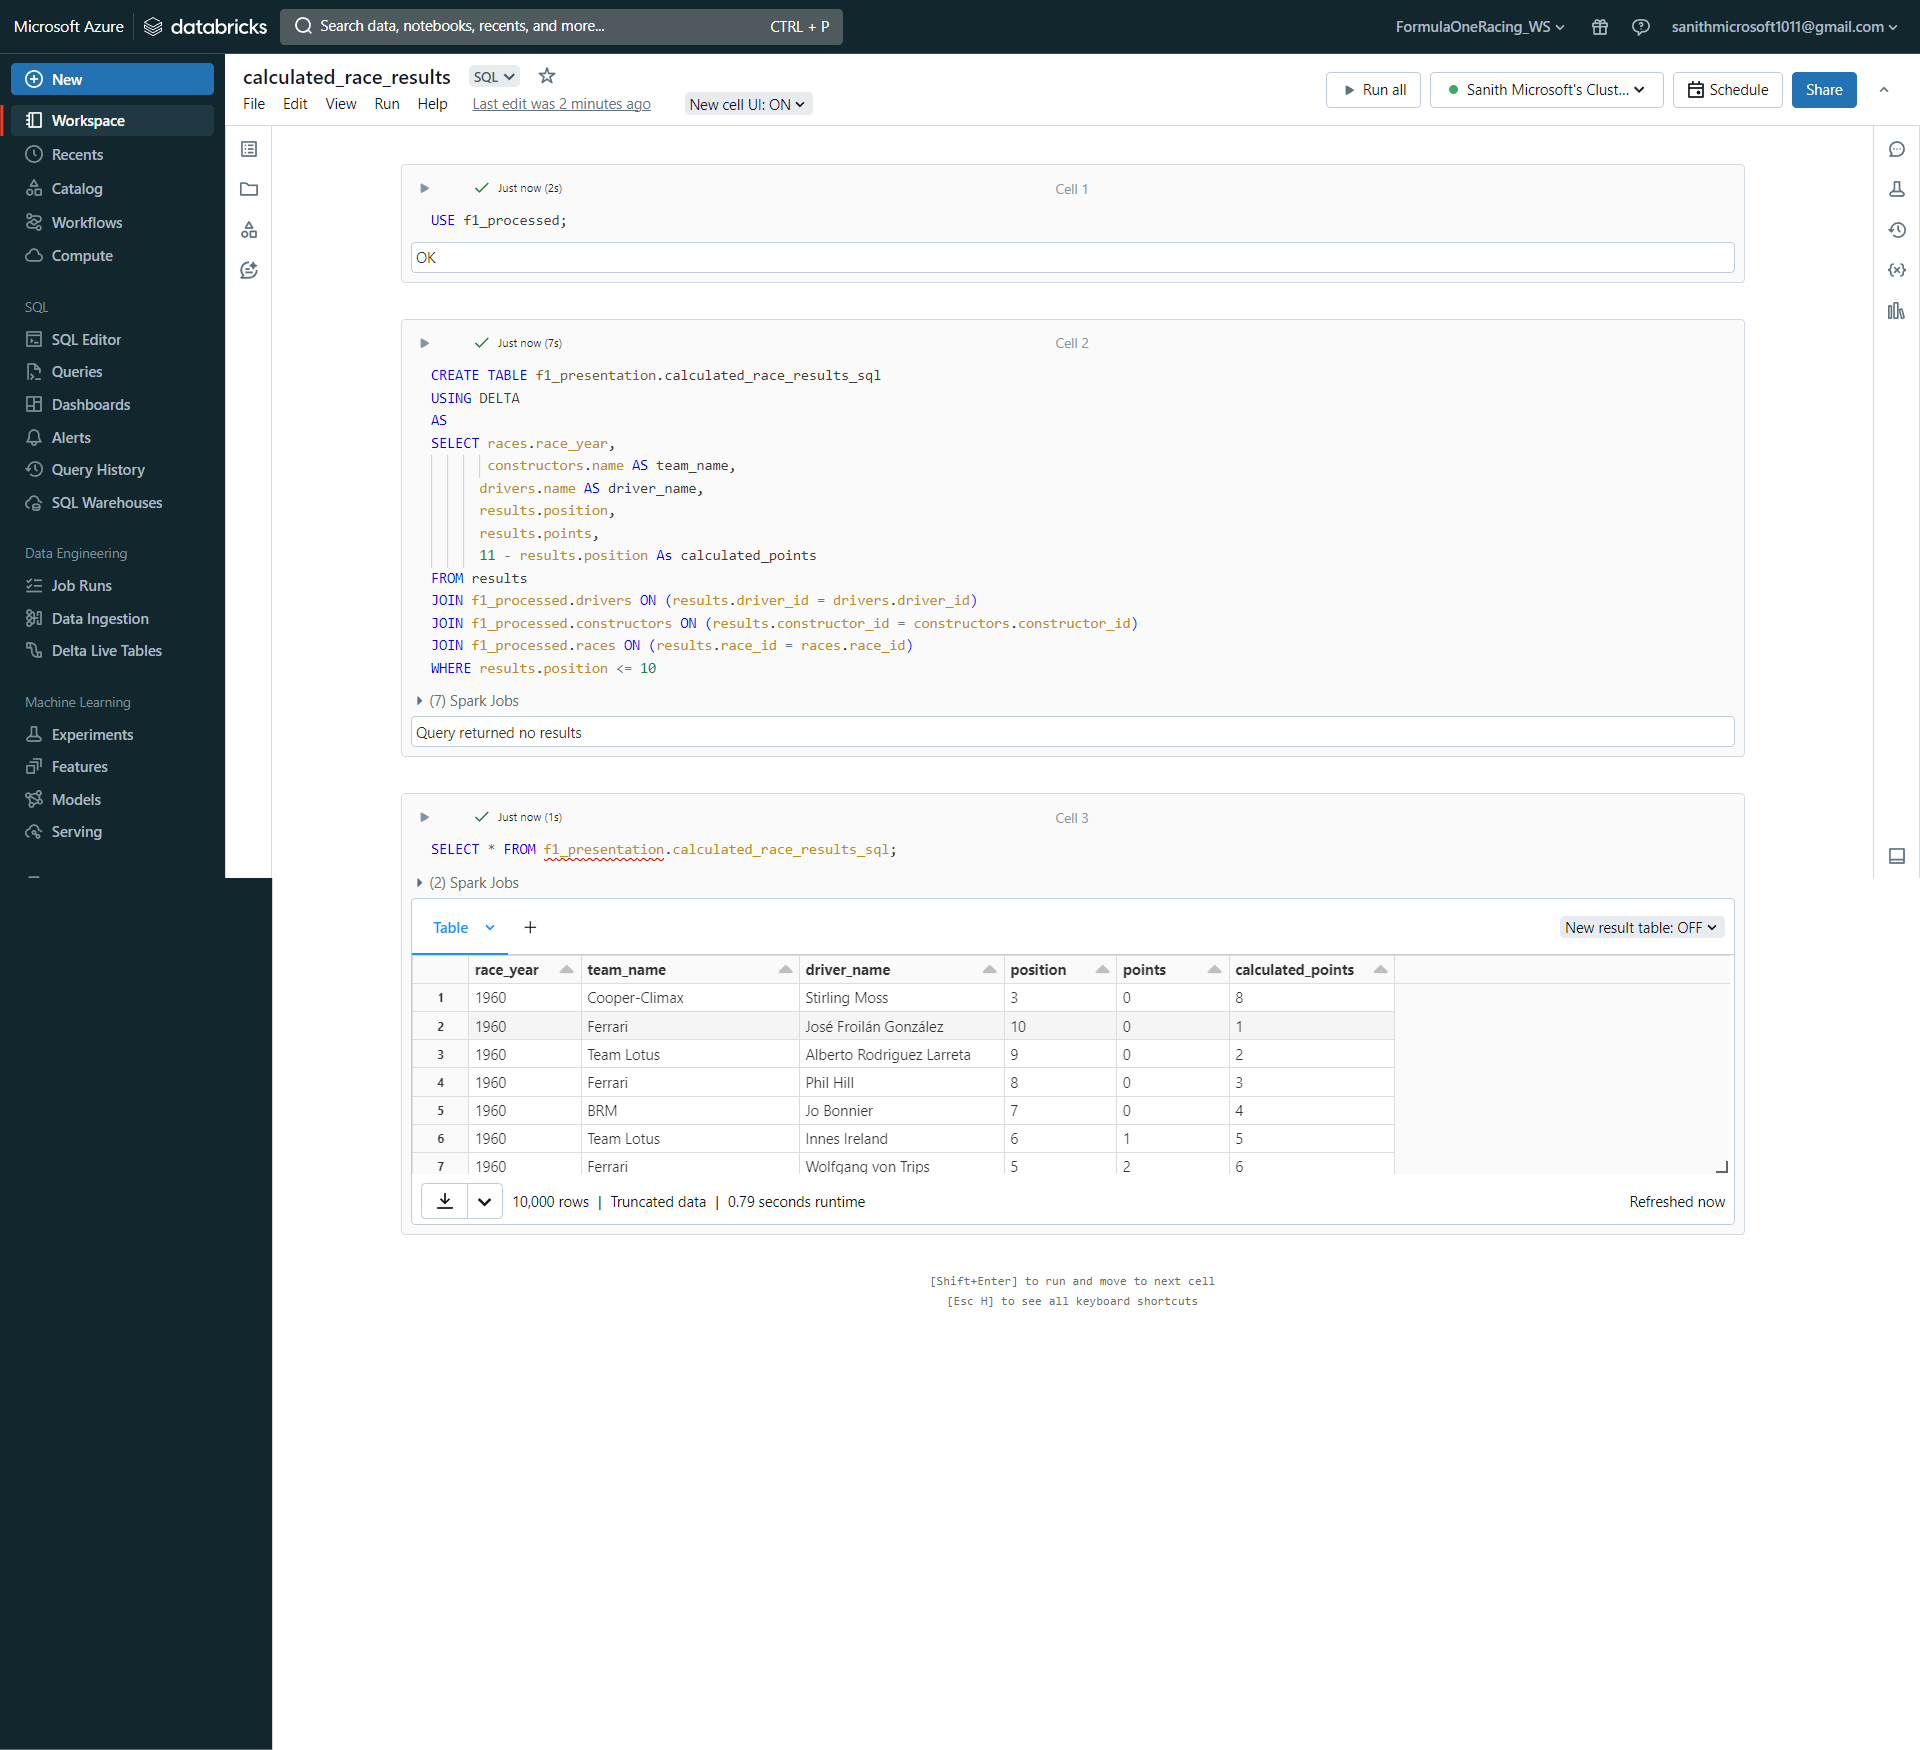 Microsoft Azure databricks Search data, notebooks, recents, and more... CTRL + P FormulaOneRacing_WS sanithmicrosoft1011@gmail.com
New
Workspace
Recents
Catalog
Workflows
Compute
SQL
SQL Editor
Queries
Dashboards
Alerts
Query History
SQL Warehouses
Data Engineering
Job Runs
Data Ingestion
Delta Live Tables
Machine Learning
Experiments
Features
Models
Serving
calculated_race_results SQL
File Edit View Run Help Last edit was 2 minutes ago New cell UI: ON
Run all Sanith Microsoft's Clust... Schedule Share
Just now (2s) Cell 1
USE f1_processed;
OK
Just now (7s) Cell 2
CREATE TABLE f1_presentation.calculated_race_results_sql
USING DELTA
AS
SELECT races.race_year,
constructors.name AS team_name,
drivers.name AS driver_name,
results.position,
results.points,
11 - results.position As calculated_points
FROM results
JOIN f1_processed.drivers ON (results.driver_id = drivers.driver_id)
JOIN f1_processed.constructors ON (results.constructor_id = constructors.constructor_id)
JOIN f1_processed.races ON (results.race_id = races.race_id)
WHERE results.position <= 10
(7) Spark Jobs
Query returned no results
Just now (1s) Cell 3
SELECT * FROM f1_presentation.calculated_race_results_sql;
(2) Spark Jobs
Table + New result table: OFF
race_year team_name driver_name position points calculated_points
1 1960 Cooper-Climax Stirling Moss 3 0 8
2 1960 Ferrari José Froilán González 10 0 1
3 1960 Team Lotus Alberto Rodriguez Larreta 9 0 2
4 1960 Ferrari Phil Hill 8 0 3
5 1960 BRM Jo Bonnier 7 0 4
6 1960 Team Lotus Innes Ireland 6 1 5
7 1960 Ferrari Wolfgang von Trips 5 2 6
10,000 rows | Truncated data | 0.79 seconds runtime Refreshed now
[Shift+Enter] to run and move to next cell
[Esc H] to see all keyboard shortcuts